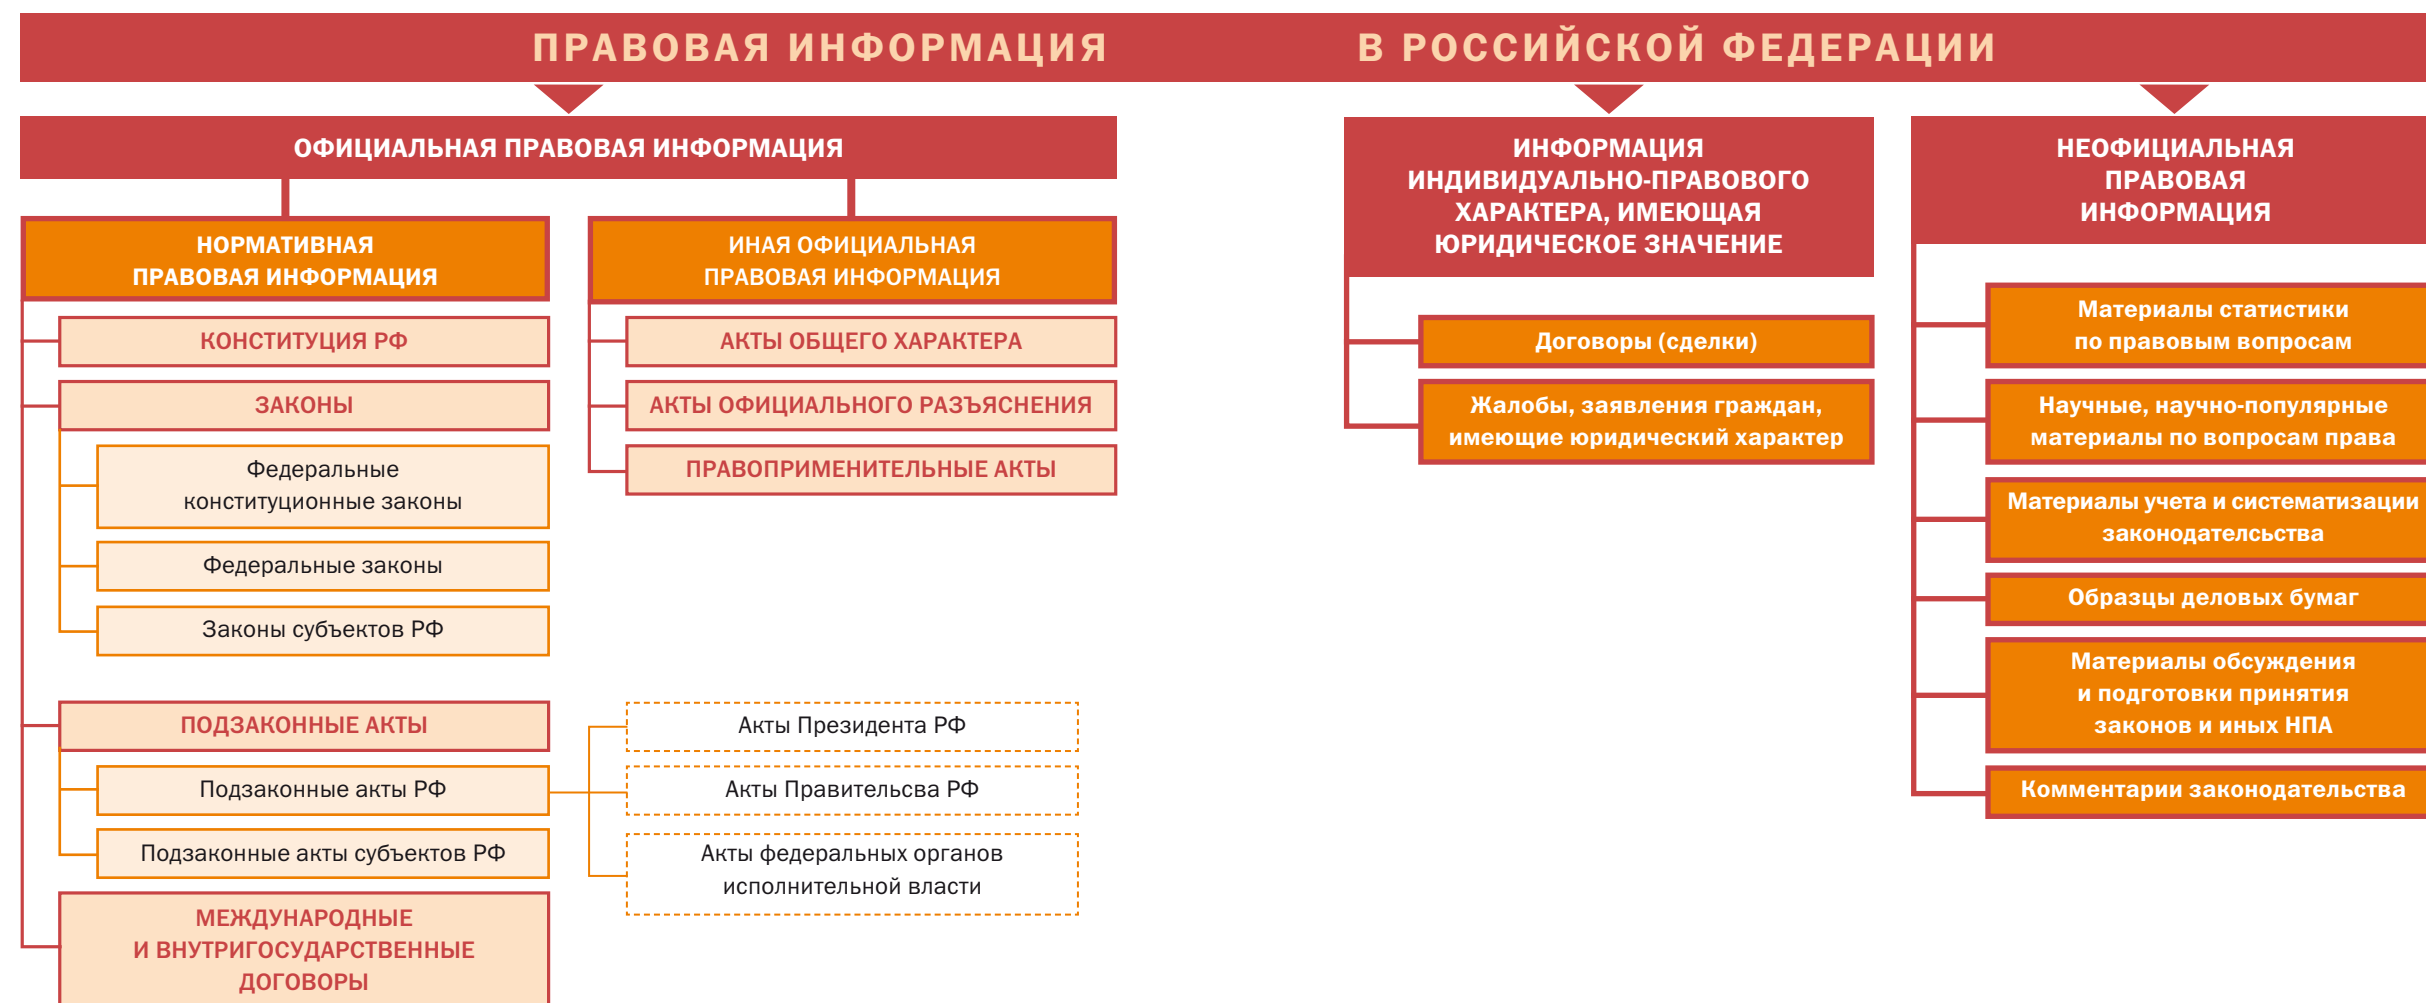 ПРАВОВАЯ ИНФОРМАЦИЯ В РОССИЙСКОЙ ФЕДЕРАЦИИ
ОФИЦИАЛЬНАЯ ПРАВОВАЯ ИНФОРМАЦИЯ
НОРМАТИВНАЯ
ПРАВОВАЯ ИНФОРМАЦИЯ
КОНСТИТУЦИЯ РФ
ЗАКОНЫ
Федеральные
конституционные законы
Федеральные законы
Законы субъектов РФ
ПОДЗАКОННЫЕ АКТЫ
Подзаконные акты РФ
Подзаконные акты субъектов РФ
МЕЖДУНАРОДНЫЕ
И ВНУТРИГОСУДАРСТВЕННЫЕ
ДОГОВОРЫ
Акты Президента РФ
Акты Правительсва РФ
Акты федеральных органов
исполнительной власти
ИНАЯ ОФИЦИАЛЬНАЯ
ПРАВОВАЯ ИНФОРМАЦИЯ
АКТЫ ОБЩЕГО ХАРАКТЕРА
АКТЫ ОФИЦИАЛЬНОГО РАЗЪЯСНЕНИЯ
ПРАВОПРИМЕНИТЕЛЬНЫЕ АКТЫ
ИНФОРМАЦИЯ
ИНДИВИДУАЛЬНО-ПРАВОВОГО
ХАРАКТЕРА, ИМЕЮЩАЯ
ЮРИДИЧЕСКОЕ ЗНАЧЕНИЕ
Договоры (сделки)
Жалобы, заявления граждан,
имеющие юридический характер
НЕОФИЦИАЛЬНАЯ
ПРАВОВАЯ
ИНФОРМАЦИЯ
Материалы статистики
по правовым вопросам
Научные, научно-популярные
материалы по вопросам права
Материалы учета и систематизации
законодателсьства
Образцы деловых бумаг
Материалы обсуждения
и подготовки принятия
законов и иных НПА
Комментарии законодательства